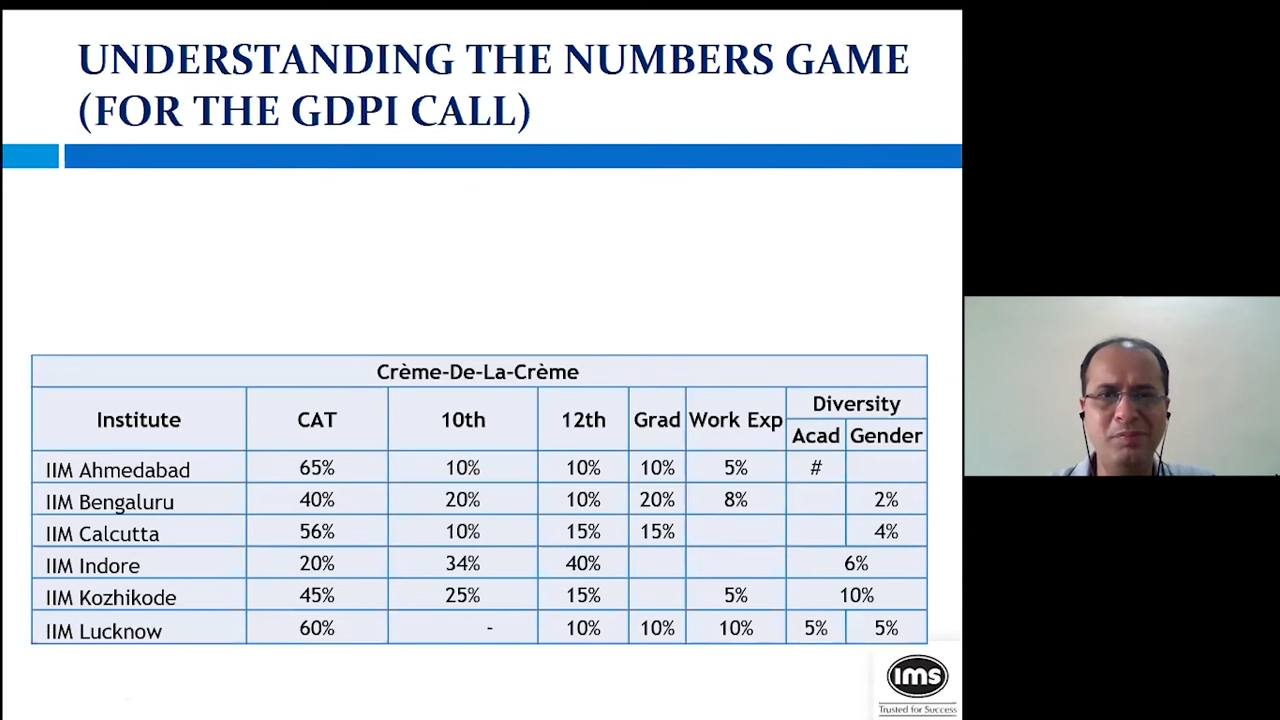 UNDERSTANDING THE NUMBERS GAME
(FOR THE GDPI CALL)
Crème-De-La-Crème
Institute CAT 10th 12th Grad Work Exp Diversity
Acad Gender
IIM Ahmedabad 65% 10% 10% 10% 5% #
IIM Bengaluru 40% 20% 10% 20% 8% 2%
IIM Calcutta 56% 10% 15% 15% 4%
IIM Indore 20% 34% 40% 6%
IIM Kozhikode 45% 25% 15% 5% 10%
IIM Lucknow 60% - 10% 10% 10% 5% 5%
ims
Trusted for Success